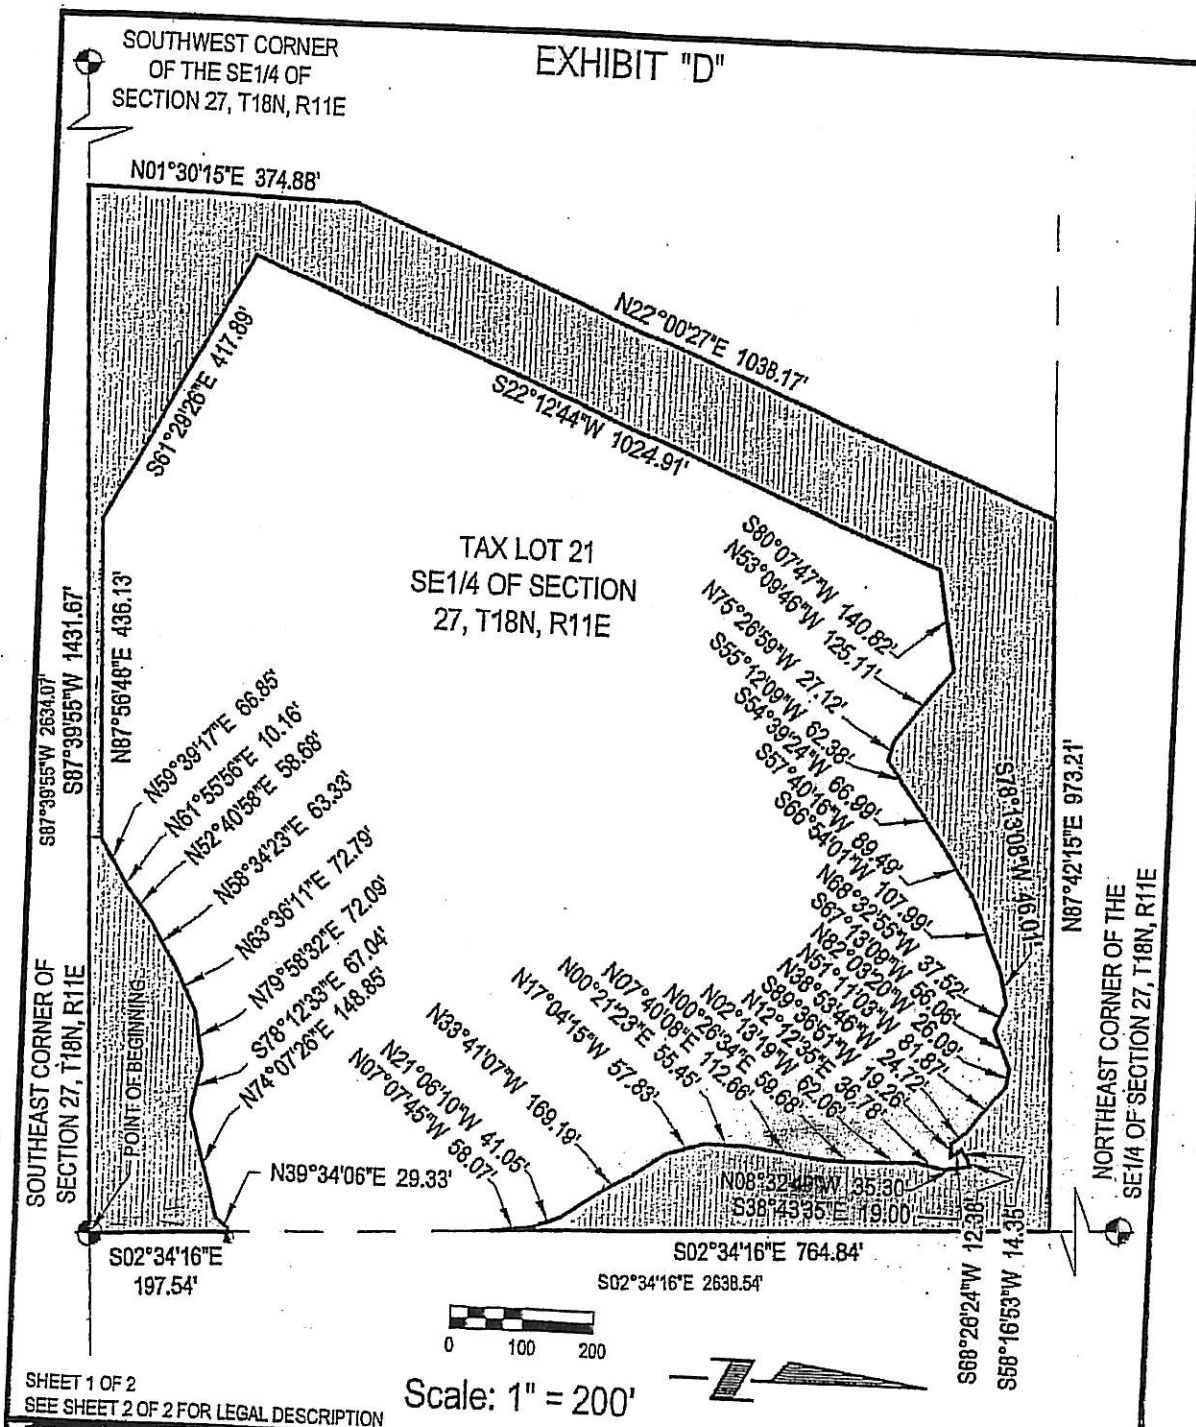 EXHIBIT "D"
SOUTHWEST CORNER
OF THE SE1/4 OF
SECTION 27, T18N, R11E
N01°30'15"E 374.88'
N22°00'27"E 1038.17'
S22°12'44"W 1024.91'
S61°29'26"E 417.89'
TAX LOT 21
SE1/4 OF SECTION
27, T18N, R11E
S87°39'55"W 2634.07'
S87°39'55"W 1431.67'
N87°56'48"E 436.13'
N59°39'17"E 66.85'
N61°55'56"E 10.16'
N52°40'58"E 58.68'
N58°34'23"E 63.33'
N63°36'11"E 72.79'
N79°58'32"E 72.09'
S78°12'33"E 67.04'
N74°07'26"E 148.85'
N39°34'06"E 29.33'
S80°07'47"W 140.82'
N53°09'46"W 125.11'
N75°26'59"W 27.12'
S55°12'09"W 62.38'
S54°39'24"W 66.99'
S57°40'16"W 89.49'
S66°54'01"W 107.99'
S78°13'08"W 46.01'
N68°32'55"W 37.52'
S67°13'09"W 56.06'
N82°03'20"W 26.09'
N51°11'03"W 81.87'
N38°53'46"W 24.72'
S89°36'51"W 19.26'
N12°12'35"E 36.78'
N02°13'19"W 62.06'
N00°26'34"E 59.68'
N07°40'08"E 112.66'
N00°21'23"E 55.45'
N17°04'15"W 57.83'
N33°41'07"W 169.19'
N21°06'10"W 41.05'
N07°07'45"W 58.07'
N08°32'49"W 35.30'
S38°43'35"E 19.00'
S68°26'24"W 12.38'
S58°16'53"W 14.35'
N87°42'15"E 973.21'
NORTHEAST CORNER OF THE
SE1/4 OF SECTION 27, T18N, R11E
SOUTHEAST CORNER OF
SECTION 27, T18N, R11E
POINT OF BEGINNING
S02°34'16"E
197.54'
S02°34'16"E 764.84'
S02°34'16"E 2638.54'
0 100 200
Scale: 1" = 200'
Z
SHEET 1 OF 2
SEE SHEET 2 OF 2 FOR LEGAL DESCRIPTION